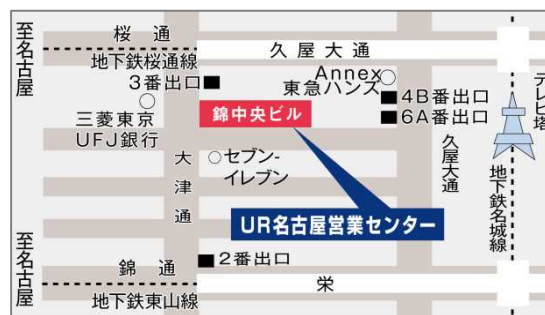 至名古屋
桜通
地下鉄桜通線
久屋大通
3番出口
Annex
東急ハンズ
4B番出口
6A番出口
テレビ塔
三菱東京
UFJ銀行
錦中央ビル
大津通
セブン-
イレブン
久屋大通
地下鉄名城線
UR名古屋営業センター
至名古屋
錦通
2番出口
地下鉄東山線
栄